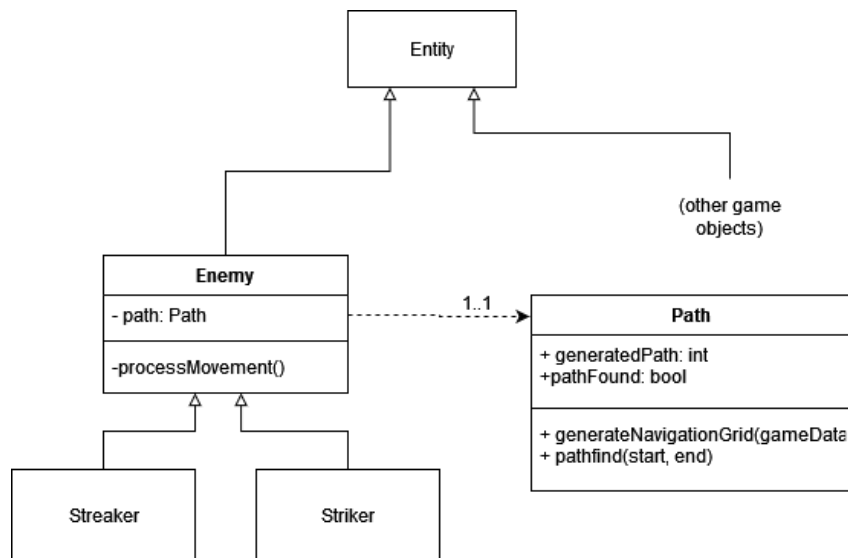 Entity
(other game
objects)
Enemy
- path: Path
-processMovement()
1..1
Path
+ generatedPath: int
+pathFound: bool
+ generateNavigationGrid(gameData
+ pathfind(start, end)
Streaker
Striker